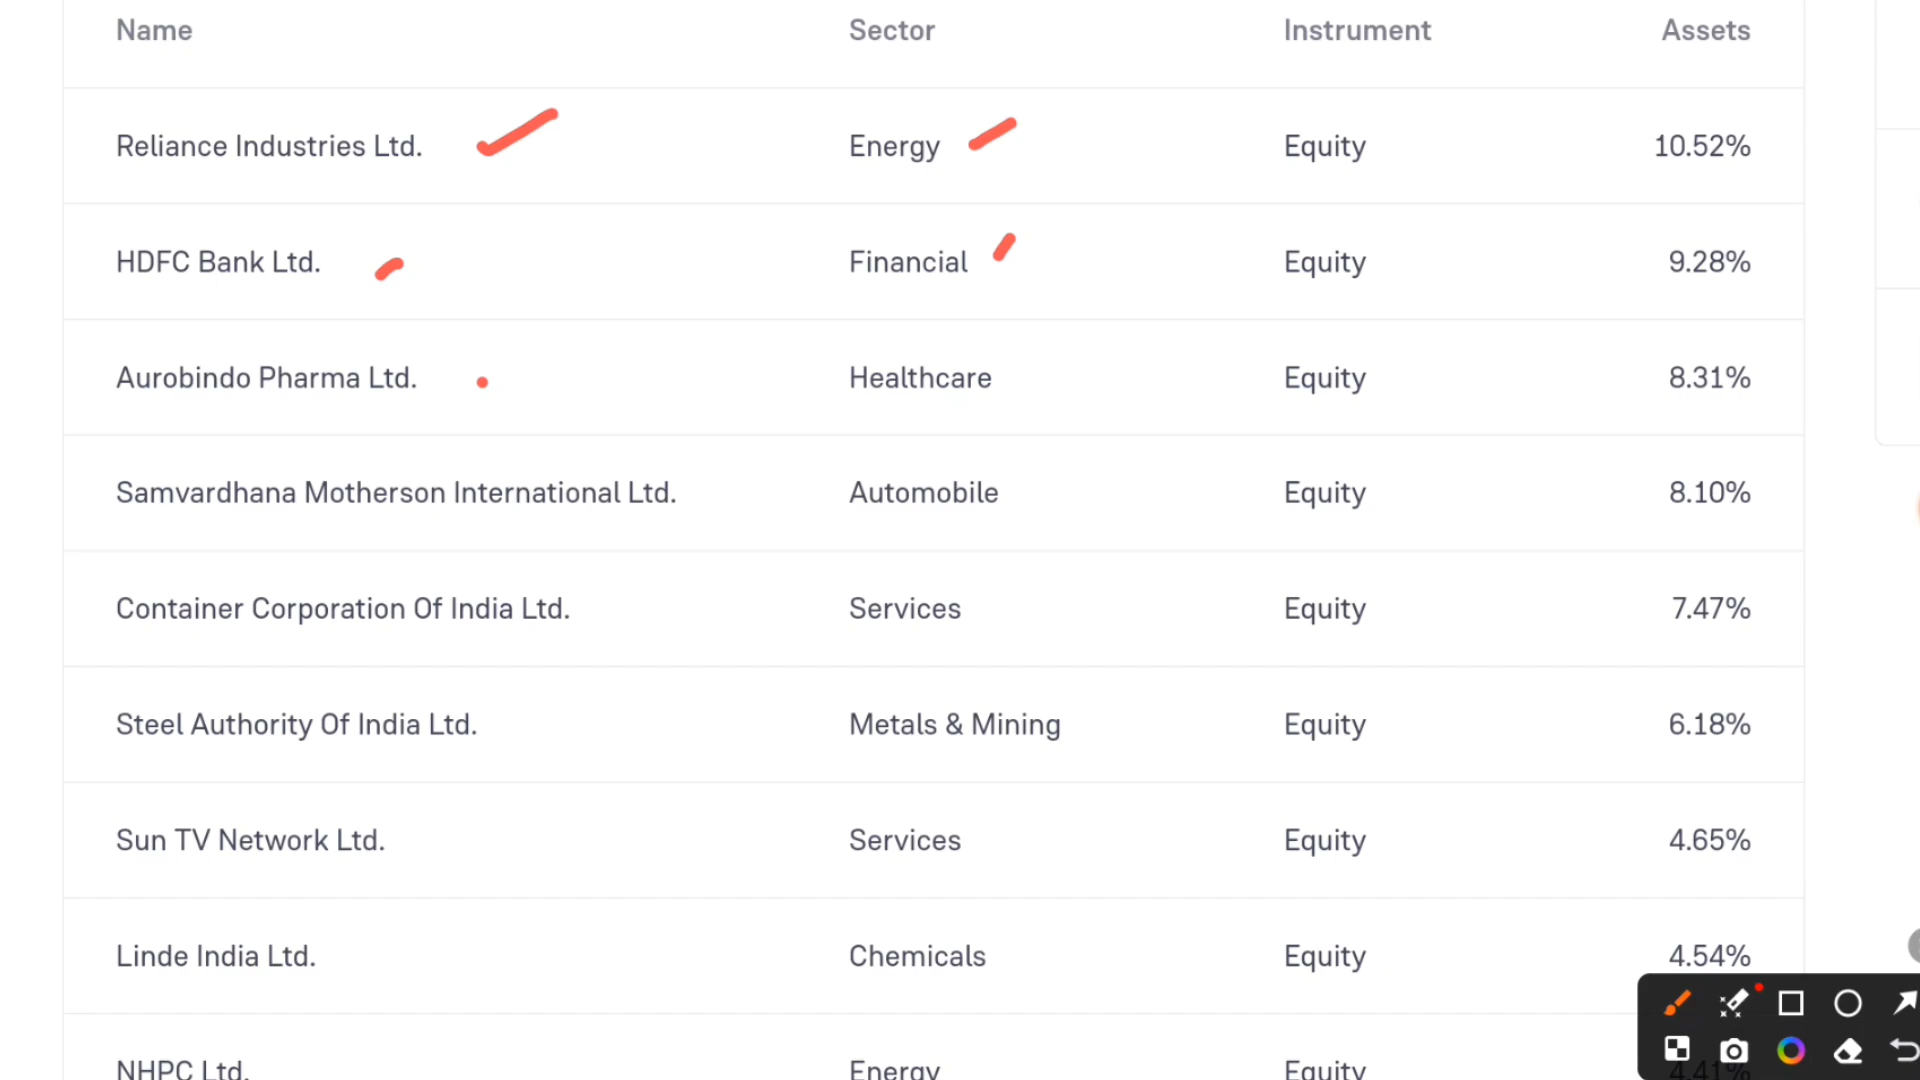 Name Sector Instrument Assets
Reliance Industries Ltd. Energy Equity 10.52%
HDFC Bank Ltd. Financial Equity 9.28%
Aurobindo Pharma Ltd. Healthcare Equity 8.31%
Samvardhana Motherson International Ltd. Automobile Equity 8.10%
Container Corporation Of India Ltd. Services Equity 7.47%
Steel Authority Of India Ltd. Metals & Mining Equity 6.18%
Sun TV Network Ltd. Services Equity 4.65%
Linde India Ltd. Chemicals Equity 4.54%
NHPC Ltd. Energy Equity 4.41%